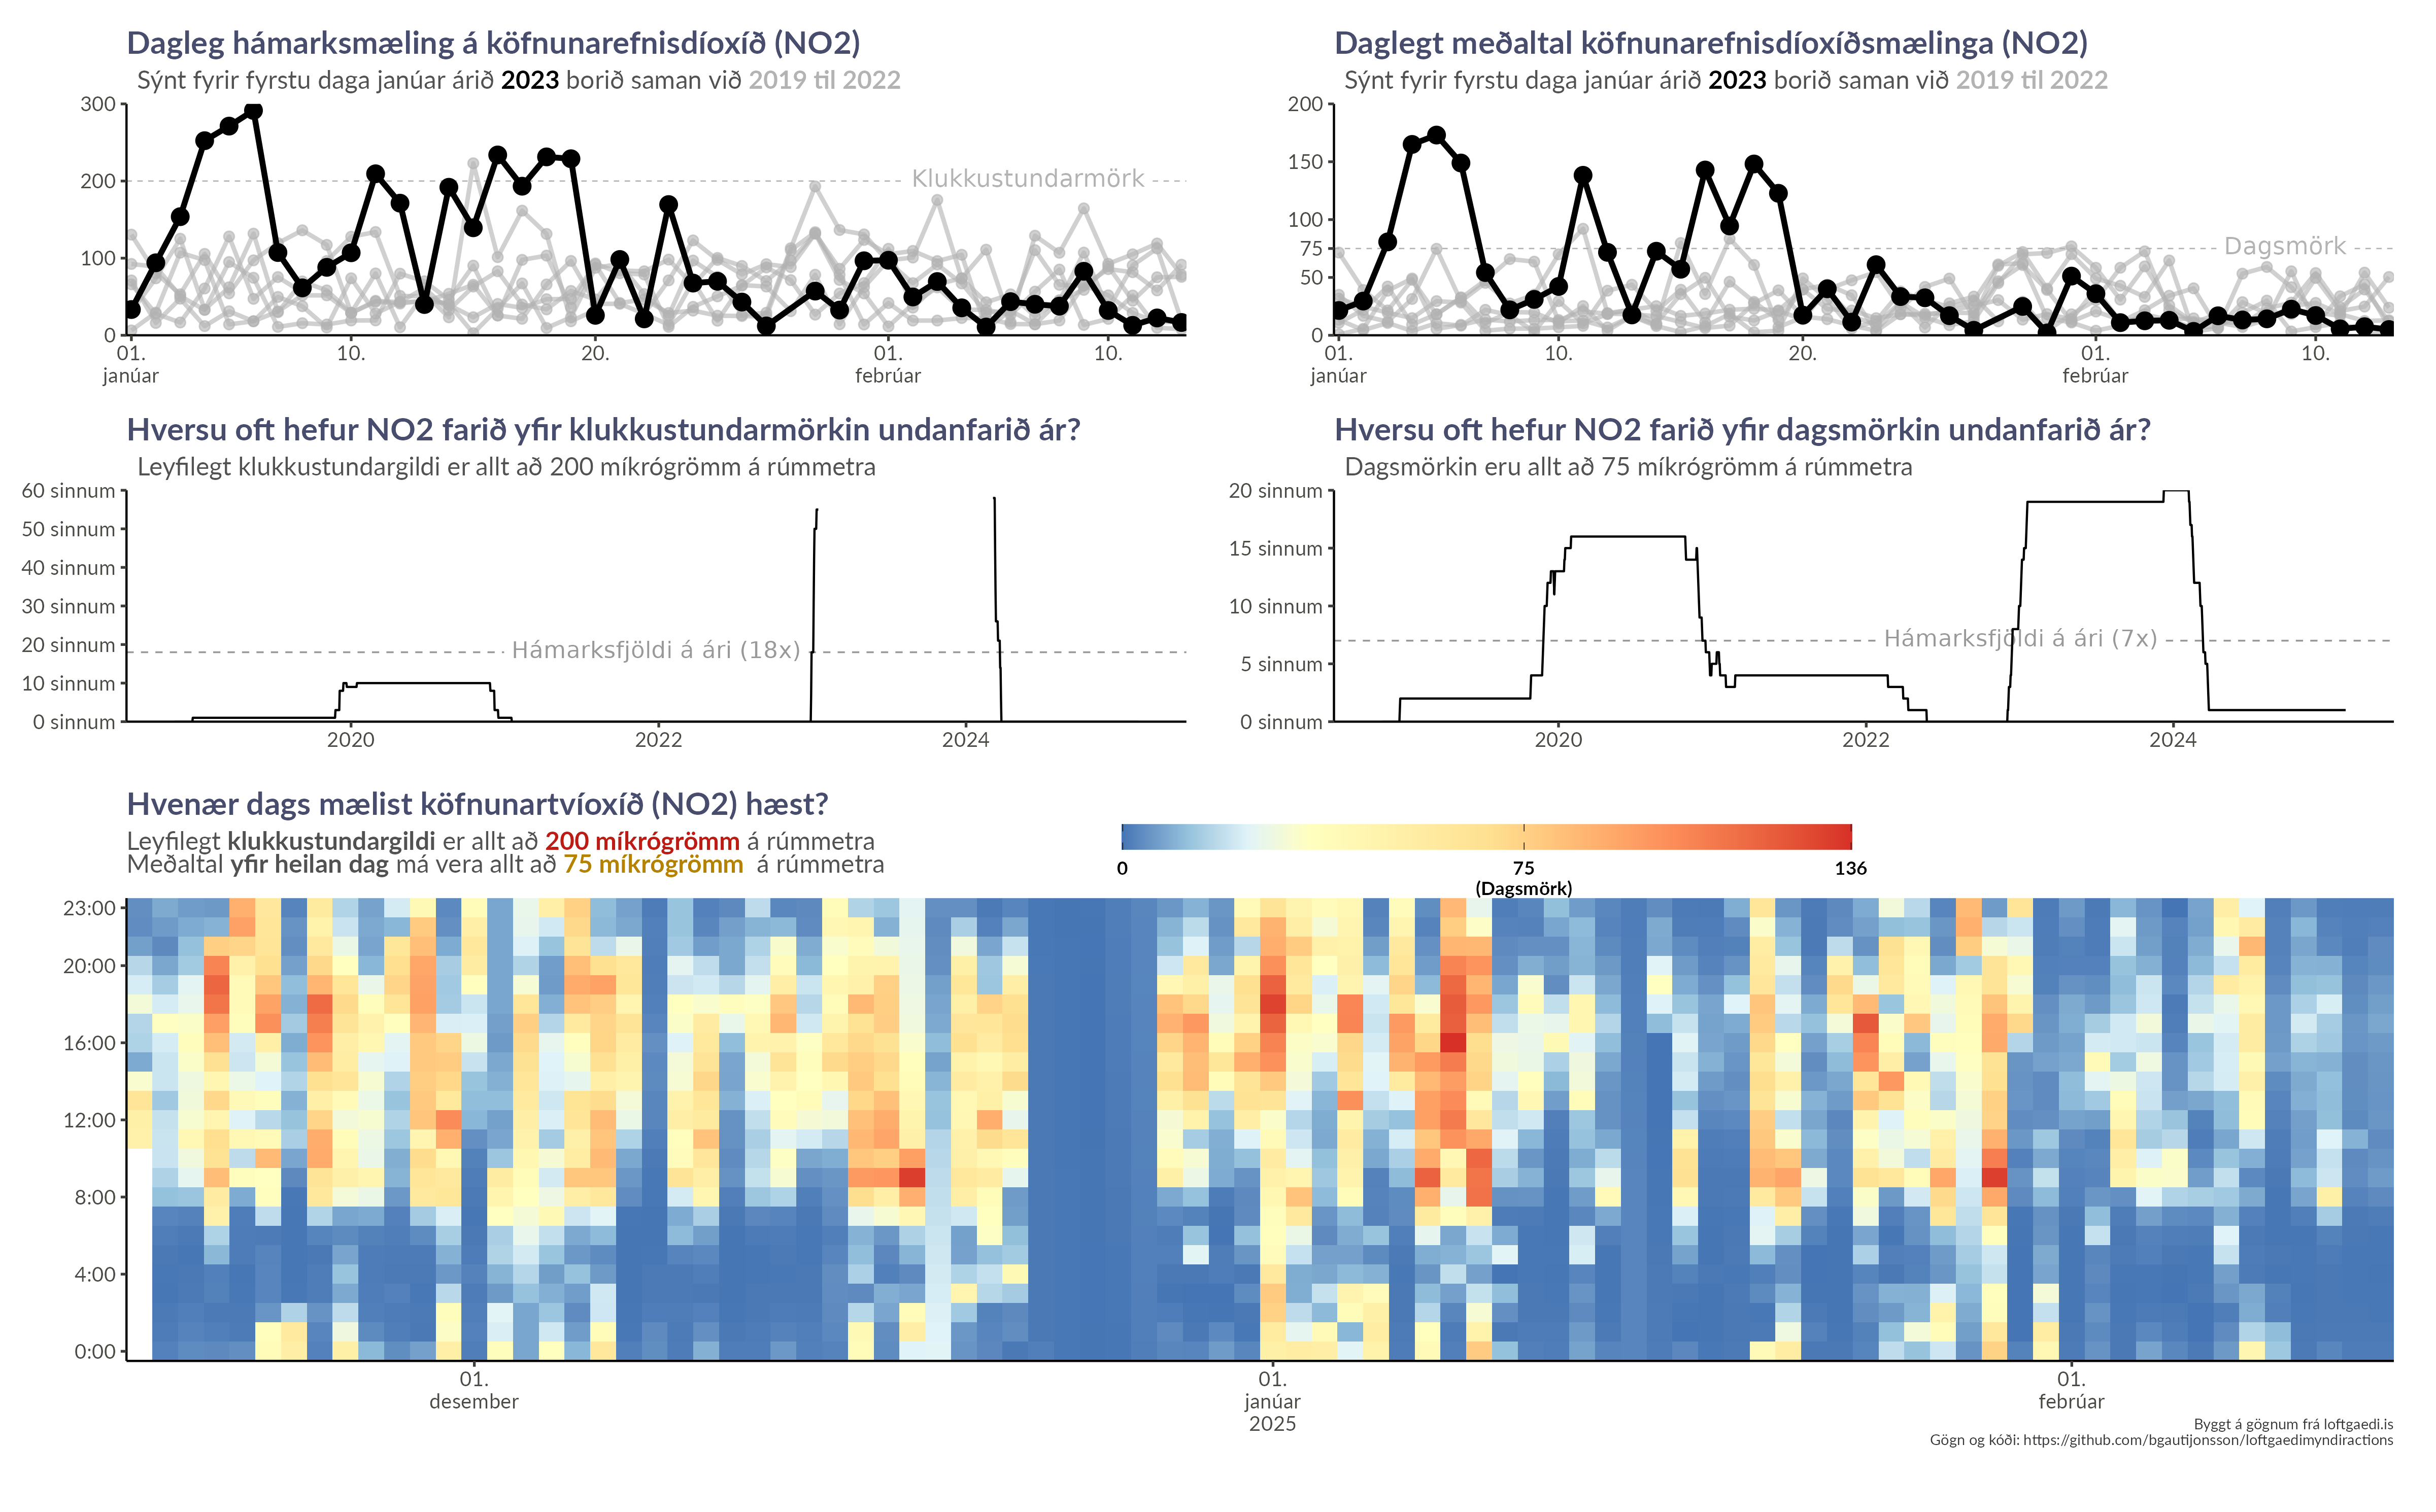 Dagleg hámarksmæling á köfnunarefnisdíoxíð (NO2)
Sýnt fyrir fyrstu daga janúar árið 2023 borið saman við 2019 til 2022
300
200
100
0
Klukkustundarmörk
01.
janúar
10.
20.
01.
febrúar
10.
Daglegt meðaltal köfnunarefnisdíoxíðsmælinga (NO2)
Sýnt fyrir fyrstu daga janúar árið 2023 borið saman við 2019 til 2022
200
150
100
75
50
0
Dagsmörk
01.
janúar
10.
20.
01.
febrúar
10.
Hversu oft hefur NO2 farið yfir klukkustundarmörkin undanfarið ár?
Leyfilegt klukkustundargildi er allt að 200 míkrógrömm á rúmmetra
60 sinnum
50 sinnum
40 sinnum
30 sinnum
20 sinnum
10 sinnum
0 sinnum
Hámarksfjöldi á ári (18x)
2020
2022
2024
Hversu oft hefur NO2 farið yfir dagsmörkin undanfarið ár?
Dagsmörkin eru allt að 75 míkrógrömm á rúmmetra
20 sinnum
15 sinnum
10 sinnum
5 sinnum
0 sinnum
Hámarksfjöldi á ári (7x)
2020
2022
2024
Hvenær dags mælist köfnunartvíoxíð (NO2) hæst?
Leyfilegt klukkustundargildi er allt að 200 míkrógrömm á rúmmetra
Meðaltal yfir heilan dag má vera allt að 75 míkrógrömm á rúmmetra
0
75
(Dagsmörk)
136
23:00
20:00
16:00
12:00
8:00
4:00
0:00
01.
desember
01.
janúar
2025
01.
febrúar
Byggt á gögnum frá loftgaedi.is
Gögn og kóði: https://github.com/bgautijonsson/loftgaedimyndiractions